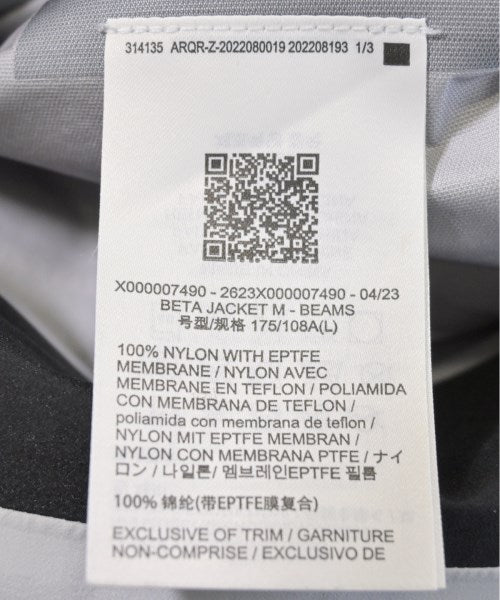 314135 ARQR-Z-2022080019 202208193 1/3
X000007490 - 2623X000007490 - 04/23
BETA JACKET M - BEAMS
号型/规格 175/108A(L)
100% NYLON WITH EPTFE
MEMBRANE / NYLON AVEC
MEMBRANE EN TEFLON / POLIAMIDA
CON MEMBRANA DE TEFLON /
poliamida con membrana de teflon /
NYLON MIT EPTFE MEMBRAN /
NYLON CON MEMBRANA PTFE / ナイ
ロン / 나일론/ 멤브레인EPTFE 필름
100% 锦纶(带EPTFE膜复合)
EXCLUSIVE OF TRIM / GARNITURE
NON-COMPRISE / EXCLUSIVO DE